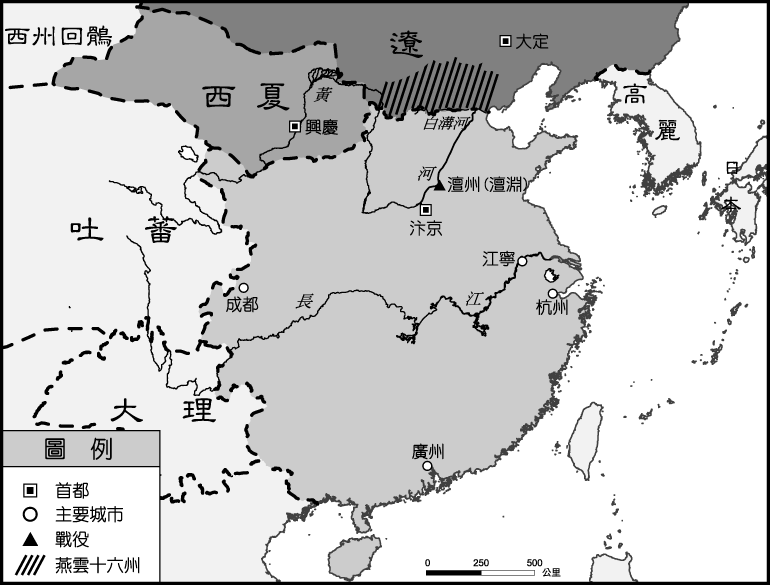 西州回鶻
遼
大定
西夏
黃
高麗
興慶
白溝河
日本
河
澶州(澶淵)
吐蕃
汴京
江寧
成都
長
江
杭州
大理
廣州
圖例
首都
主要城市
戰役
燕雲十六州
0 250 500
公里